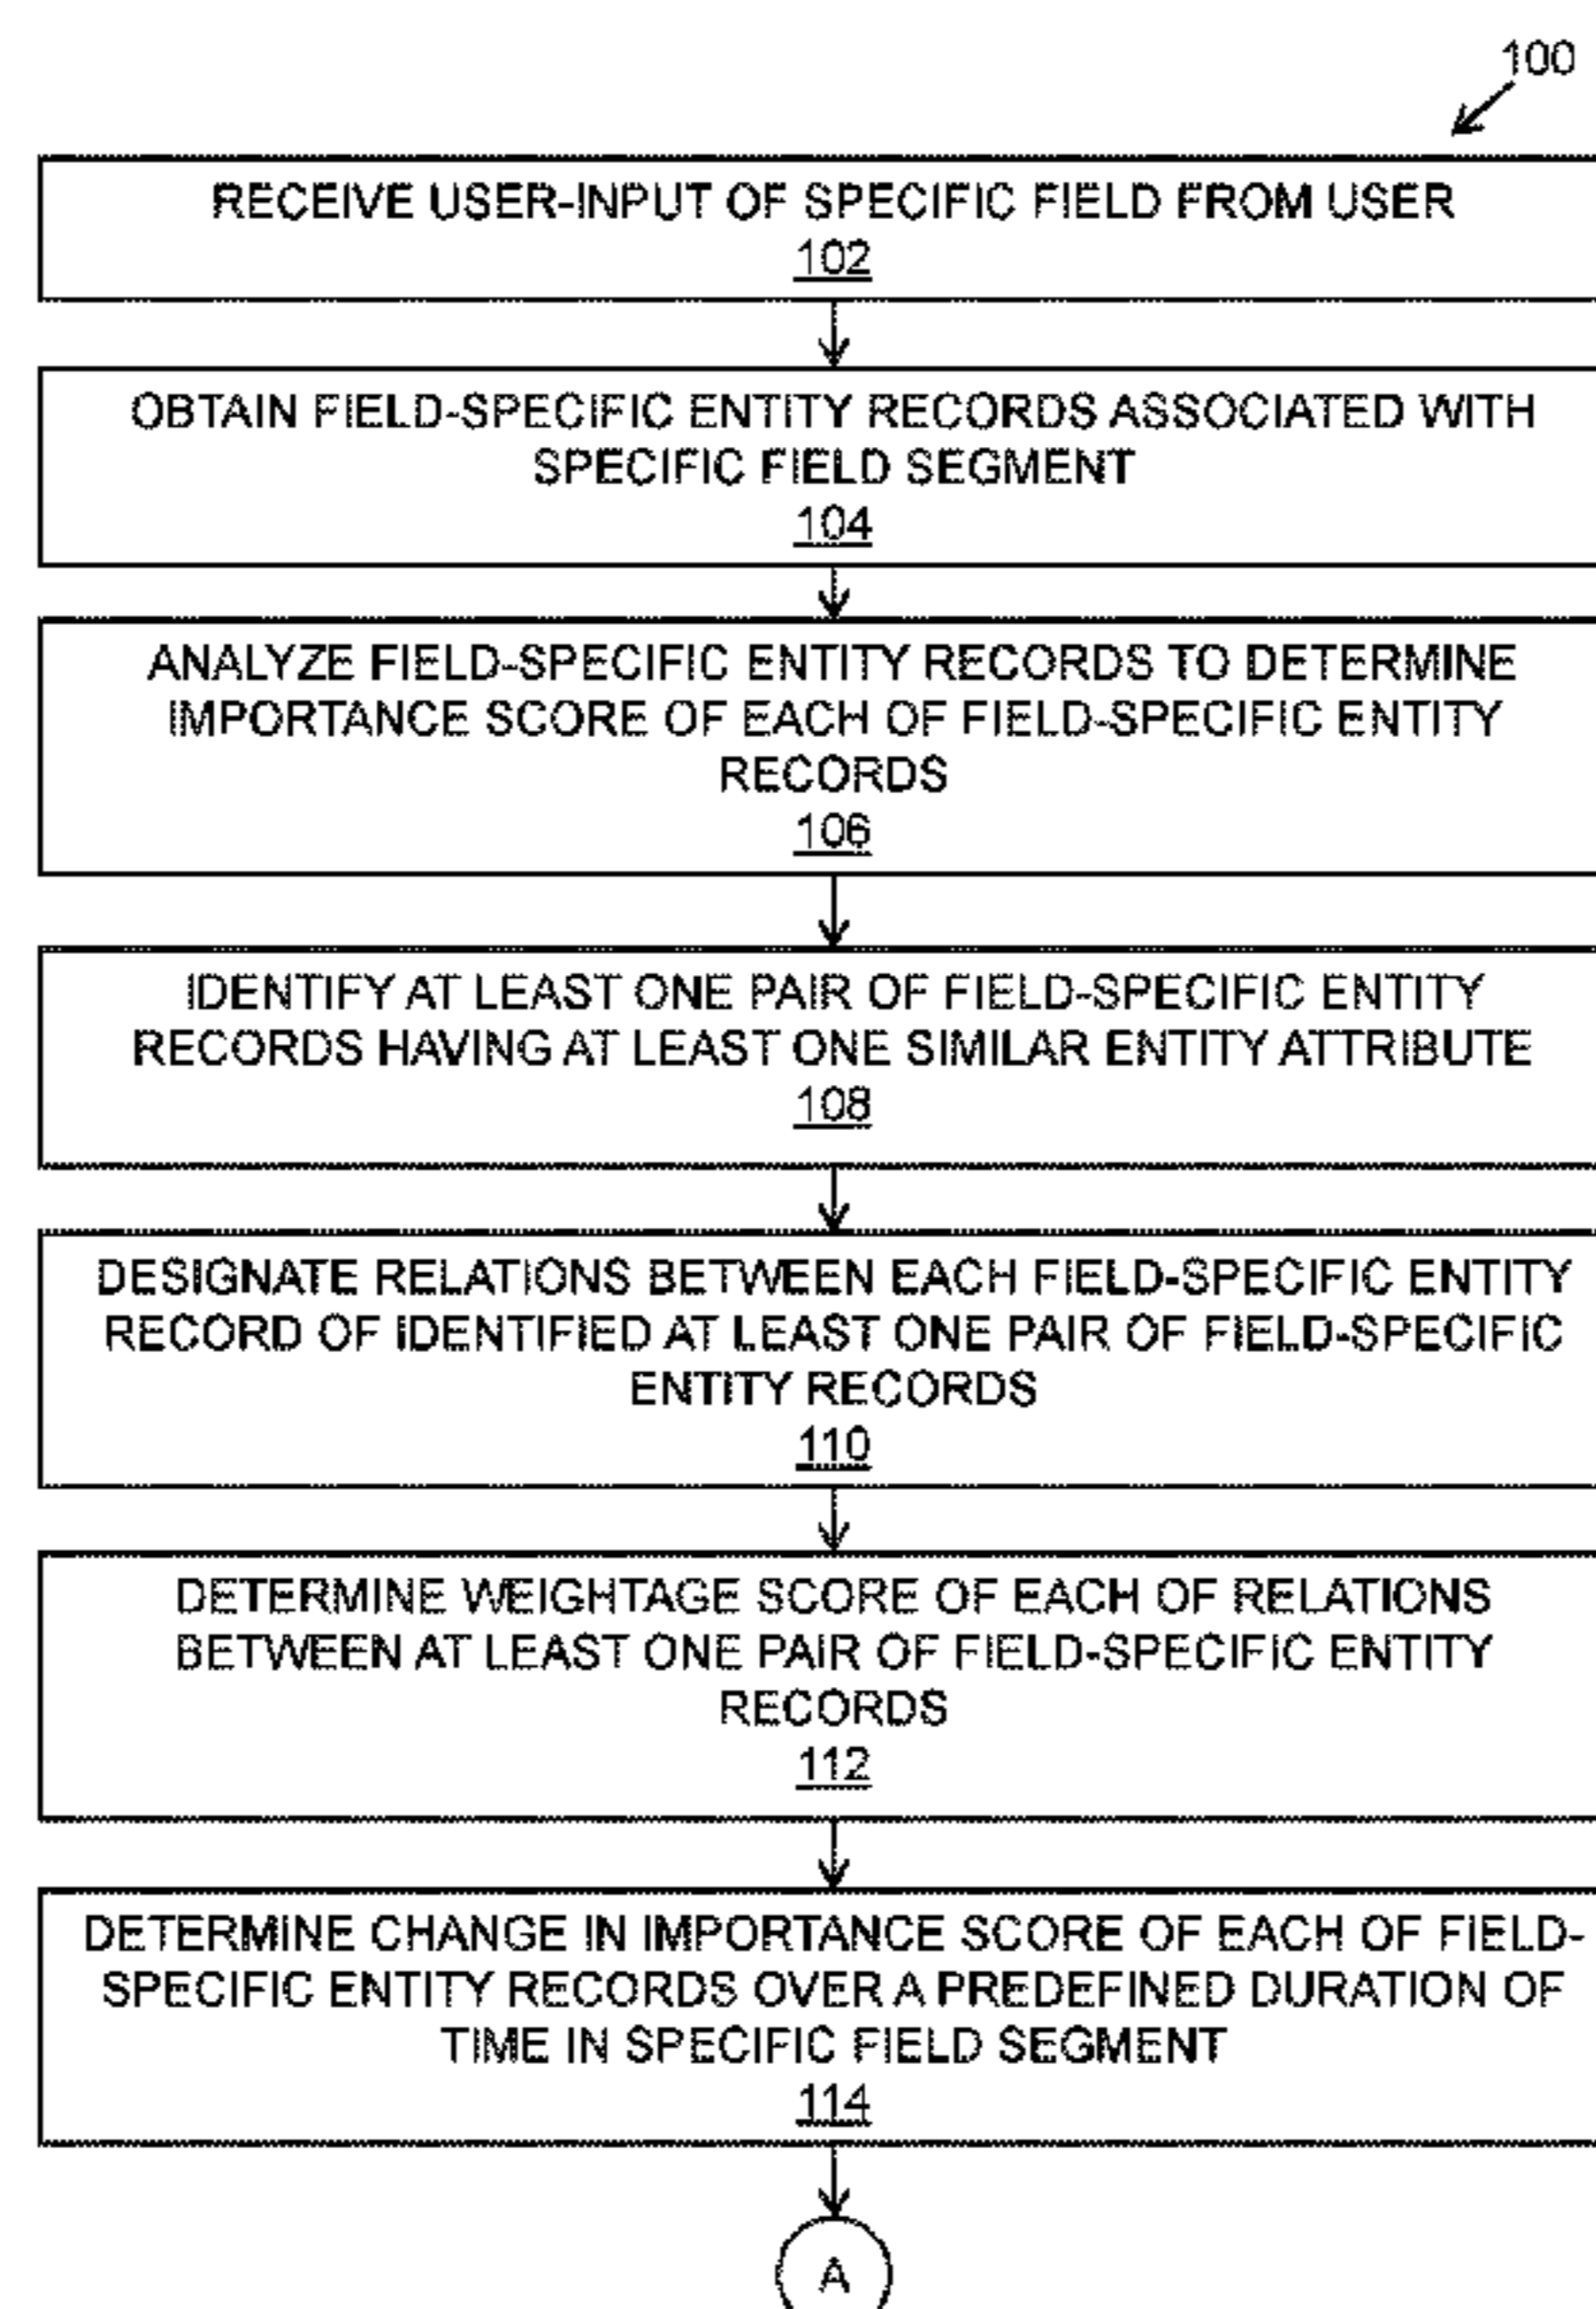 100
RECEIVE USER-INPUT OF SPECIFIC FIELD FROM USER
102
OBTAIN FIELD-SPECIFIC ENTITY RECORDS ASSOCIATED WITH
SPECIFIC FIELD SEGMENT
104
ANALYZE FIELD-SPECIFIC ENTITY RECORDS TO DETERMINE
IMPORTANCE SCORE OF EACH OF FIELD-SPECIFIC ENTITY
RECORDS
106
IDENTIFY AT LEAST ONE PAIR OF FIELD-SPECIFIC ENTITY
RECORDS HAVING AT LEAST ONE SIMILAR ENTITY ATTRIBUTE
108
DESIGNATE RELATIONS BETWEEN EACH FIELD-SPECIFIC ENTITY
RECORD OF IDENTIFIED AT LEAST ONE PAIR OF FIELD-SPECIFIC
ENTITY RECORDS
110
DETERMINE WEIGHTAGE SCORE OF EACH OF RELATIONS
BETWEEN AT LEAST ONE PAIR OF FIELD-SPECIFIC ENTITY
RECORDS
112
DETERMINE CHANGE IN IMPORTANCE SCORE OF EACH OF FIELD-
SPECIFIC ENTITY RECORDS OVER A PREDEFINED DURATION OF
TIME IN SPECIFIC FIELD SEGMENT
114
A